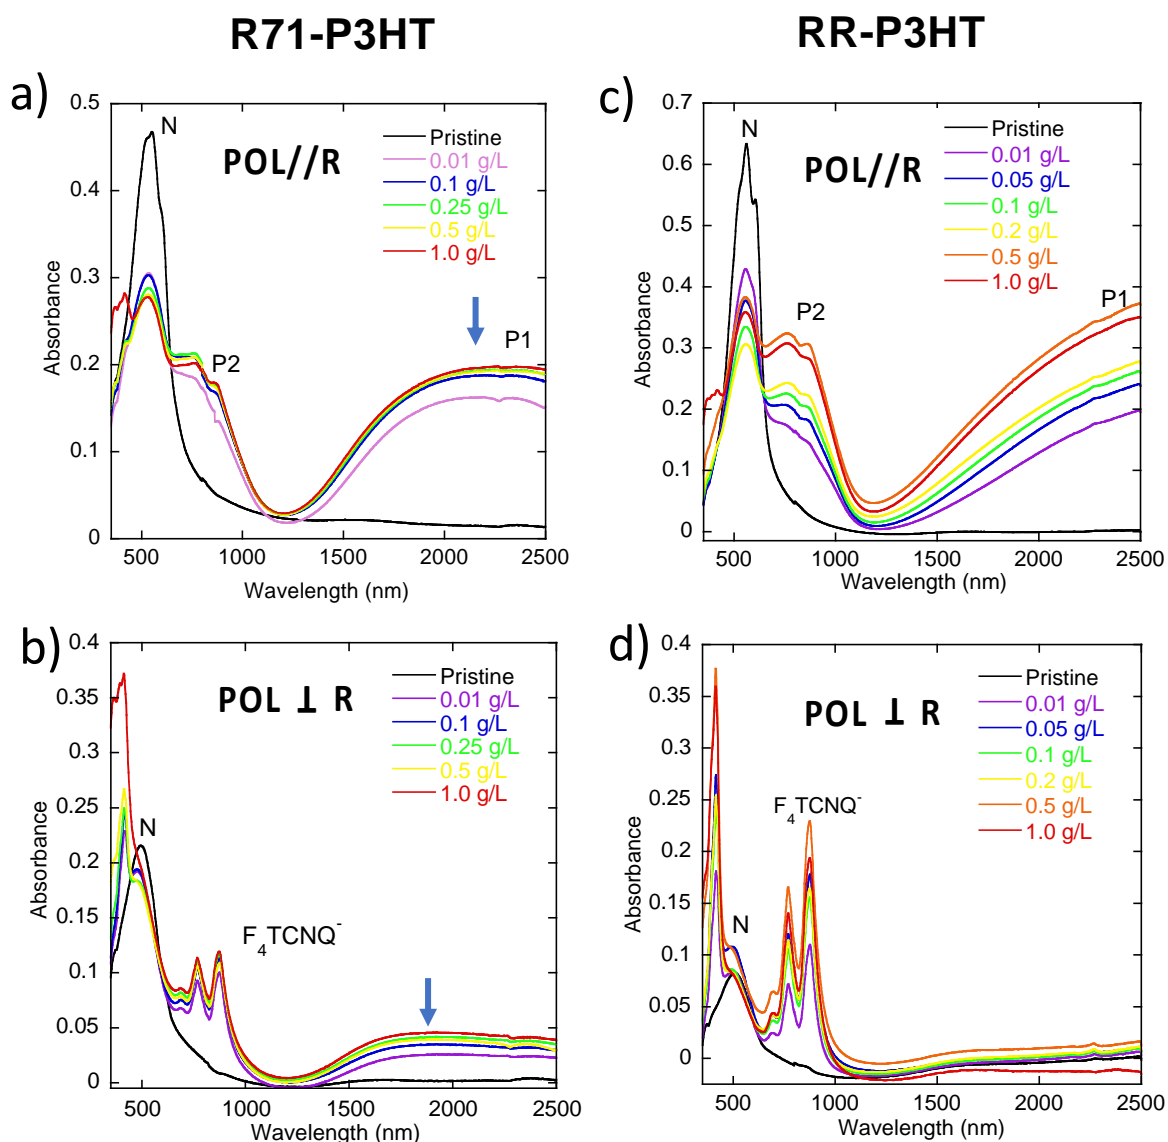 R71-P3HT
RR-P3HT
a)
0.5
0.4
0.3
0.2
0.1
0
Absorbance
N
POL//R
Pristine
0.01 g/L
0.1 g/L
0.25 g/L
0.5 g/L
1.0 g/L
P2
P1
500 1000 1500 2000 2500
Wavelength (nm)
c)
0.7
0.6
0.5
0.4
0.3
0.2
0.1
0
Absorbance
N
POL//R
Pristine
0.01 g/L
0.05 g/L
0.1 g/L
0.2 g/L
0.5 g/L
1.0 g/L
P2
P1
500 1000 1500 2000 2500
Wavelength (nm)
b)
0.4
0.35
0.3
0.25
0.2
0.15
0.1
0.05
0
Absorbance
POL ⊥ R
Pristine
0.01 g/L
0.1 g/L
0.25 g/L
0.5 g/L
1.0 g/L
N
F4TCNQ-
500 1000 1500 2000 2500
Wavelength (nm)
d)
0.4
0.35
0.3
0.25
0.2
0.15
0.1
0.05
0
Absorbance
POL ⊥ R
Pristine
0.01 g/L
0.05 g/L
0.1 g/L
0.2 g/L
0.5 g/L
1.0 g/L
F4TCNQ-
N
500 1000 1500 2000 2500
Wavelength (nm)